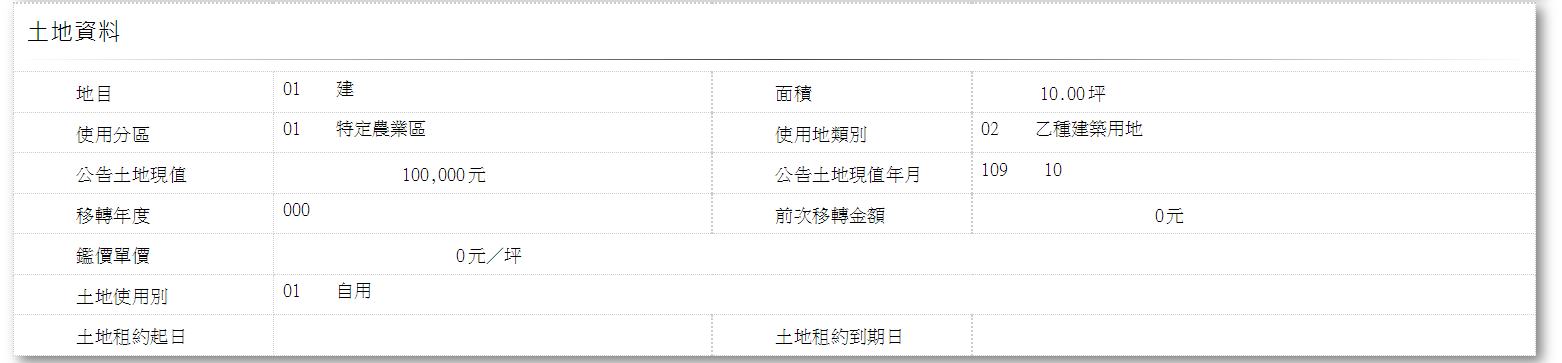 土地資料
地目 01 建 面積 10.00坪
使用分區 01 特定農業區 使用地類別 02 乙種建築用地
公告土地現值 100,000元 公告土地現值年月 109 10
移轉年度 000 前次移轉金額 0元
鑑價單價 0元／坪
土地使用別 01 自用
土地租約起日 土地租約到期日